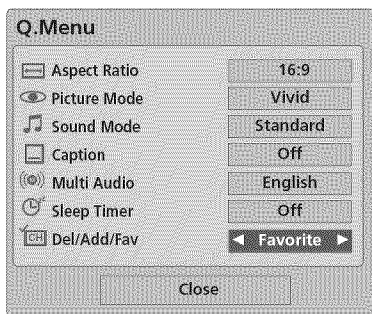 Q.Menu
Aspect Ratio 16:9
Picture Mode Vivid
Sound Mode Standard
Caption Off
Multi Audio English
Sleep Timer Off
CH Del/Add/Fav ◄ Favorite ►
Close